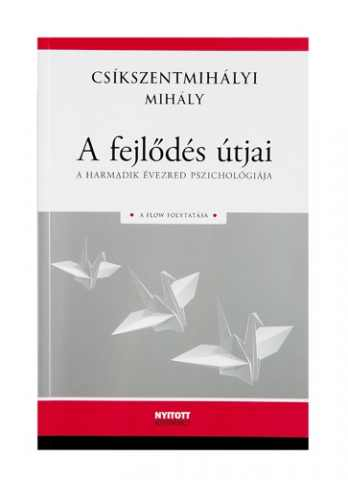 CSÍKSZENTMIHÁLYI
MIHÁLY
A fejlődés útjai
A HARMADIK ÉVEZRED PSZICHOLÓGIÁJA
• A FLOW FOLYTATÁSA •
NYITOTT